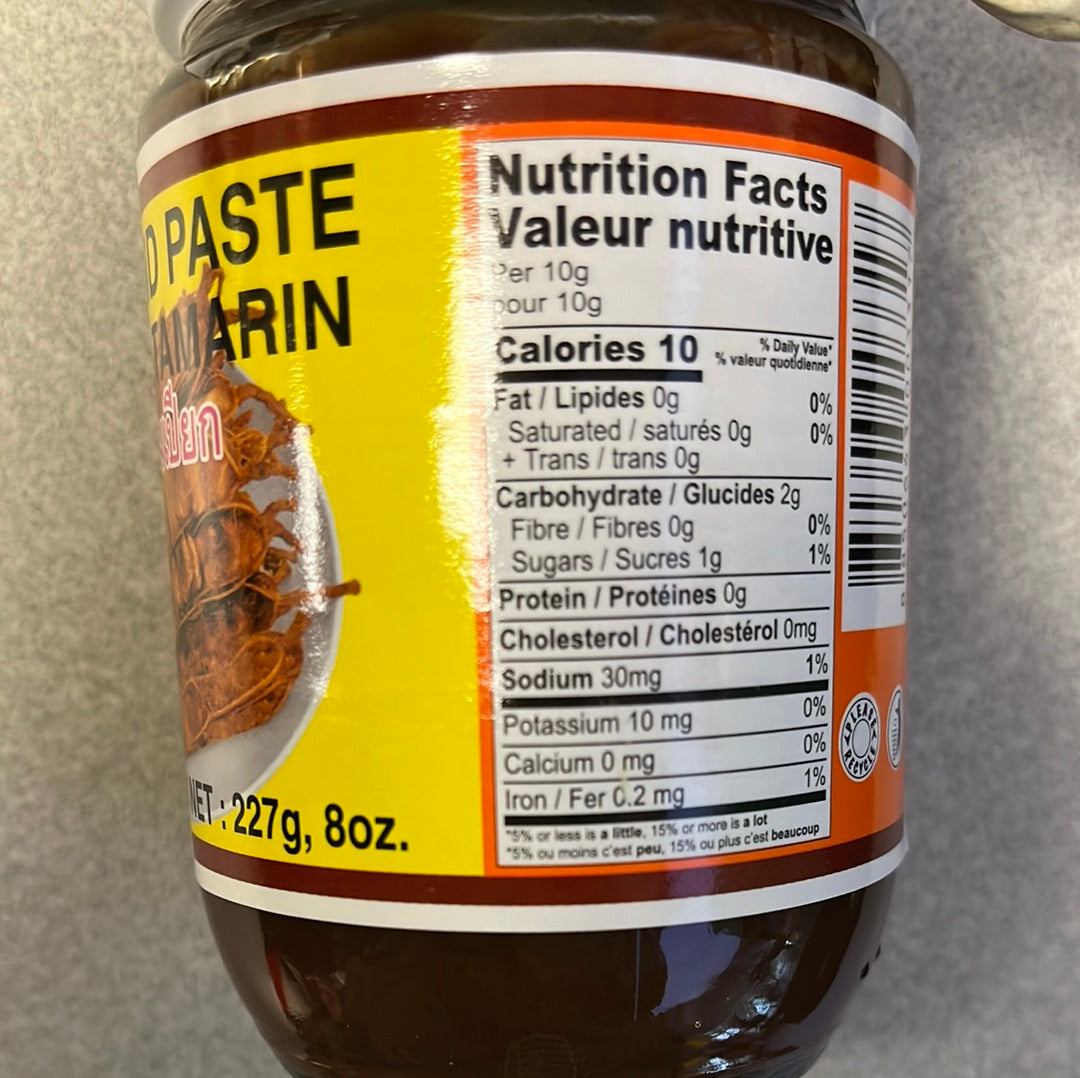 PASTE
TAMARIN
เปียก
NET : 227g, 8oz.
Nutrition Facts
Valeur nutritive
Per 10g
pour 10g
Calories 10
% Daily Value*
% valeur quotidienne*
Fat / Lipides 0g 0%
Saturated / saturés 0g 0%
+ Trans / trans 0g
Carbohydrate / Glucides 2g
Fibre / Fibres 0g 0%
Sugars / Sucres 1g 1%
Protein / Protéines 0g
Cholesterol / Cholestérol 0mg
Sodium 30mg 1%
Potassium 10 mg 0%
Calcium 0 mg 0%
Iron / Fer 0.2 mg 1%
*5% or less is a little, 15% or more is a lot
*5% ou moins c'est peu, 15% ou plus c'est beaucoup
PLEASE
RECYCLE